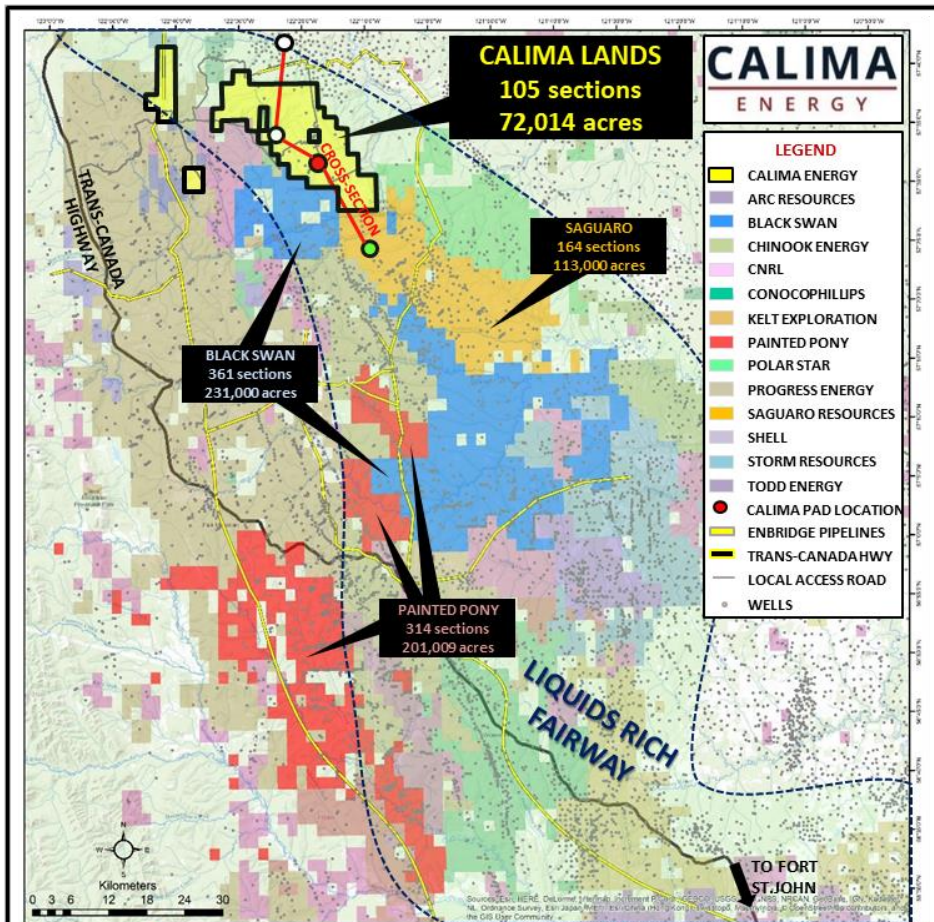 CALIMA LANDS
105 sections
72,014 acres
CALIMA
ENERGY
LEGEND
CALIMA ENERGY
ARC RESOURCES
BLACK SWAN
CHINOOK ENERGY
CNRL
CONOCOPHILLIPS
KELT EXPLORATION
PAINTED PONY
POLAR STAR
PROGRESS ENERGY
SAGUARO RESOURCES
SHELL
STORM RESOURCES
TODD ENERGY
CALIMA PAD LOCATION
ENBRIDGE PIPELINES
TRANS-CANADA HWY
LOCAL ACCESS ROAD
WELLS
TRANS-CANADA
HIGHWAY
CROSS-SECTION
SAGUARO
164 sections
113,000 acres
BLACK SWAN
361 sections
231,000 acres
PAINTED PONY
314 sections
201,009 acres
LIQUIDS RICH
FAIRWAY
TO FORT
ST.JOHN
N
W E
S
Kilometers
0 3 6 12 18 24 30